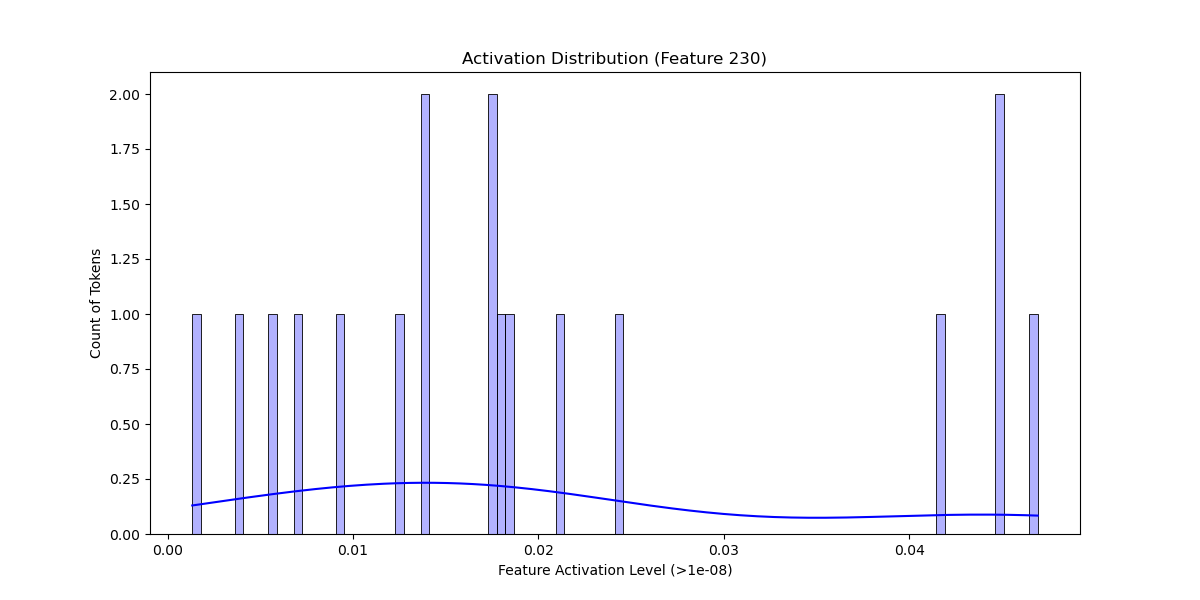 Activation Distribution (Feature 230)
2.00
1.75
1.50
1.25
1.00
0.75
0.50
0.25
0.00
Count of Tokens
0.00 0.01 0.02 0.03 0.04
Feature Activation Level (>1e-08)